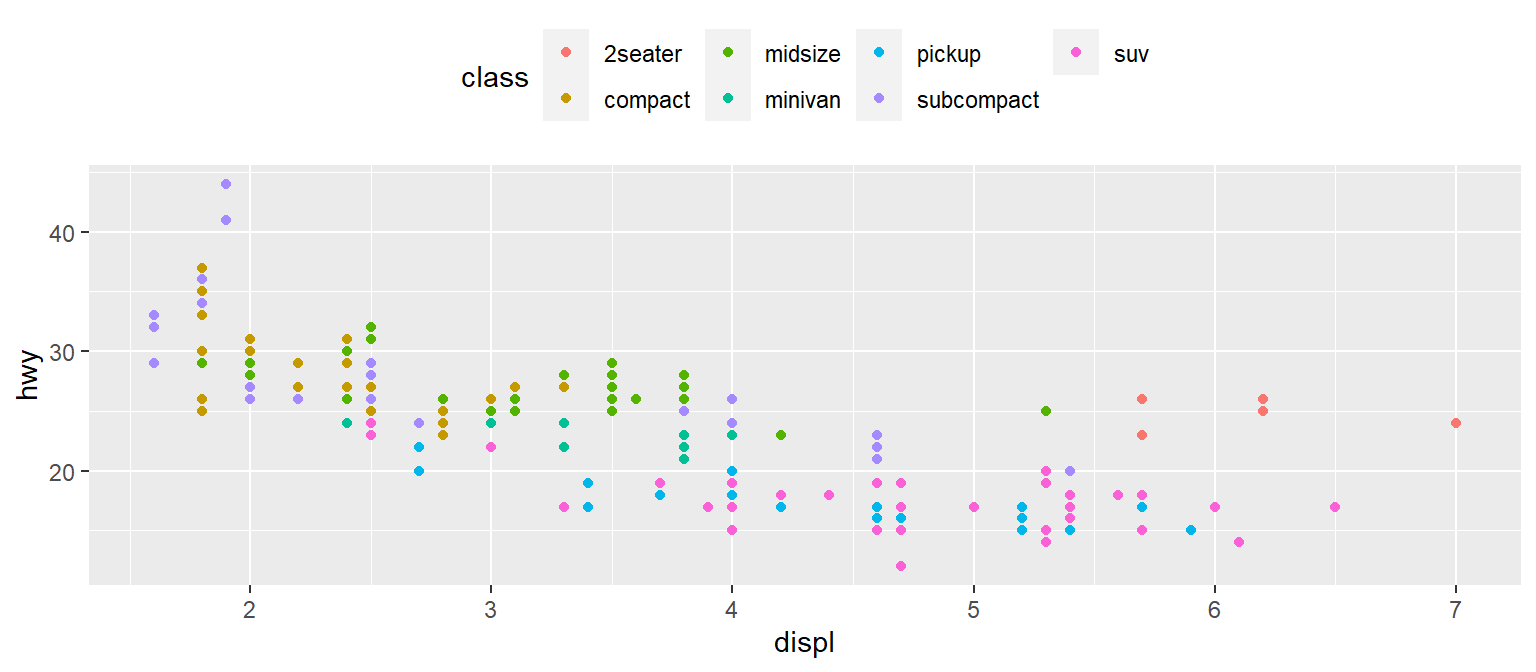 class
2seater midsize pickup suv
compact minivan subcompact
hwy
40
30
20
2 3 4 5 6 7
displ